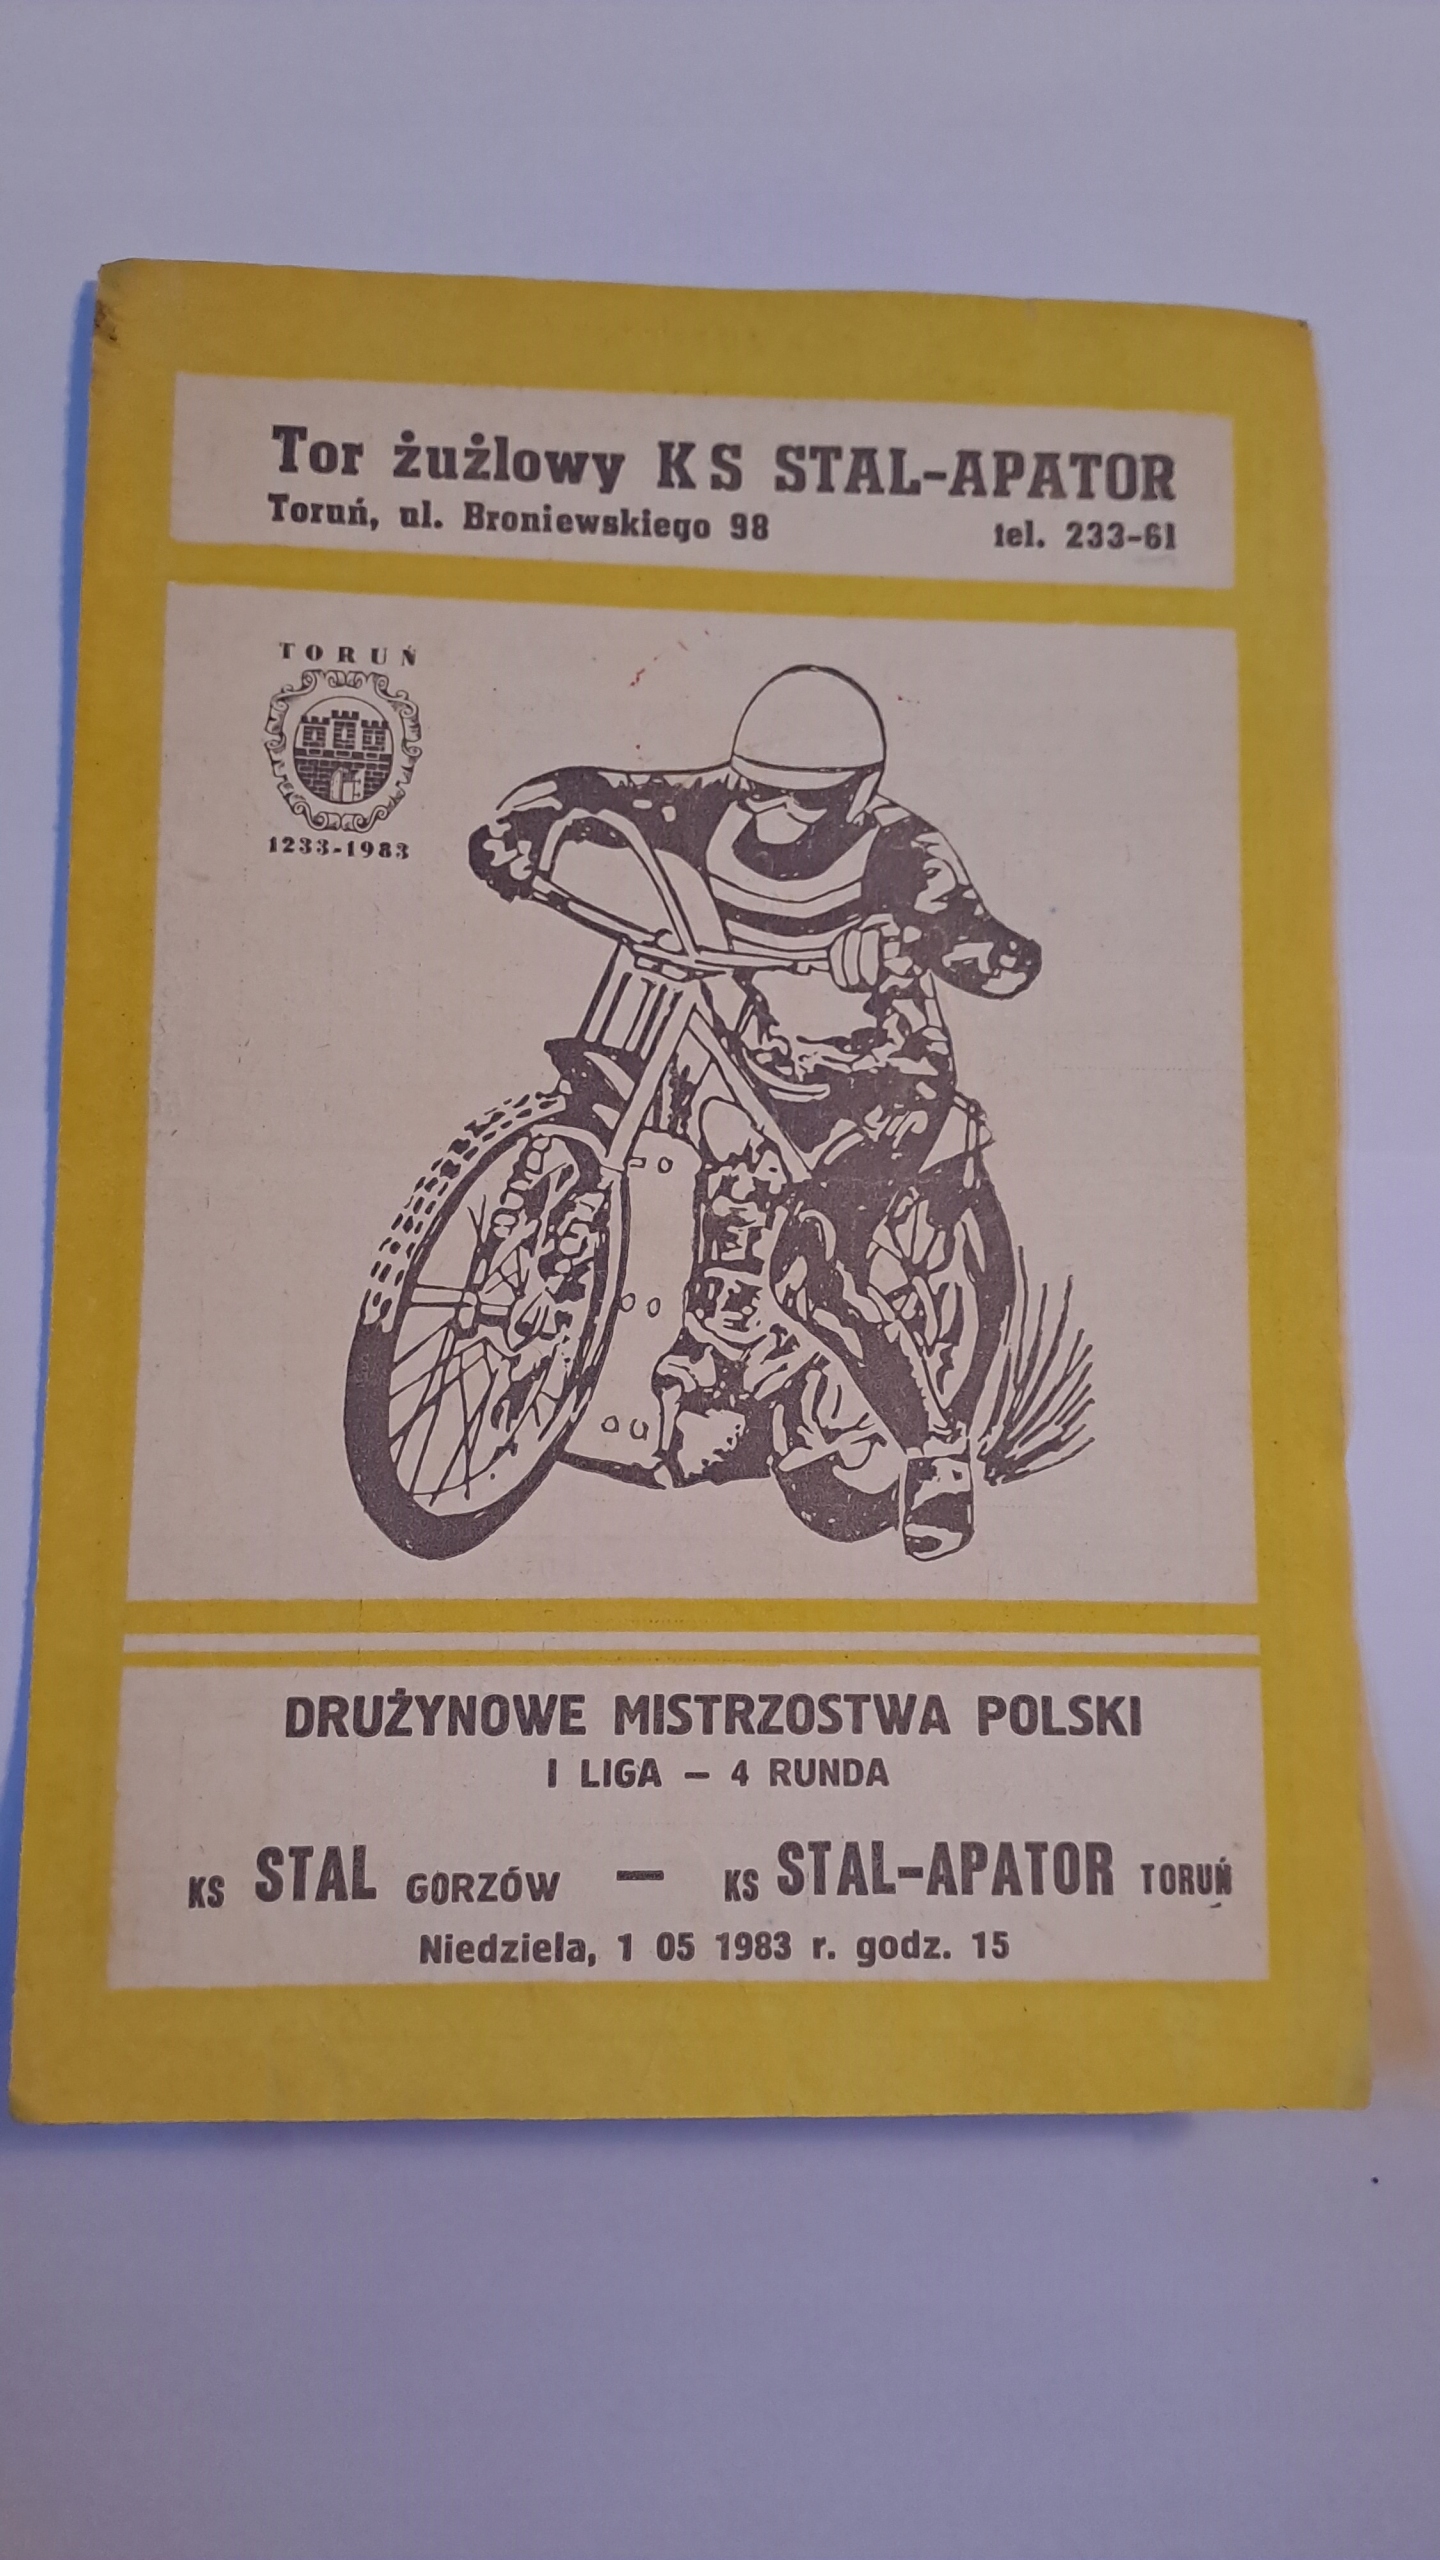 Tor żużlowy KS STAL-APATOR
Toruń, ul. Broniewskiego 98 tel. 233-61
TORUŃ
1233-1983
DRUŻYNOWE MISTRZOSTWA POLSKI
I LIGA — 4 RUNDA
KS STAL GORZÓW — KS STAL-APATOR TORUŃ
Niedziela, 1 05 1983 r. godz. 15